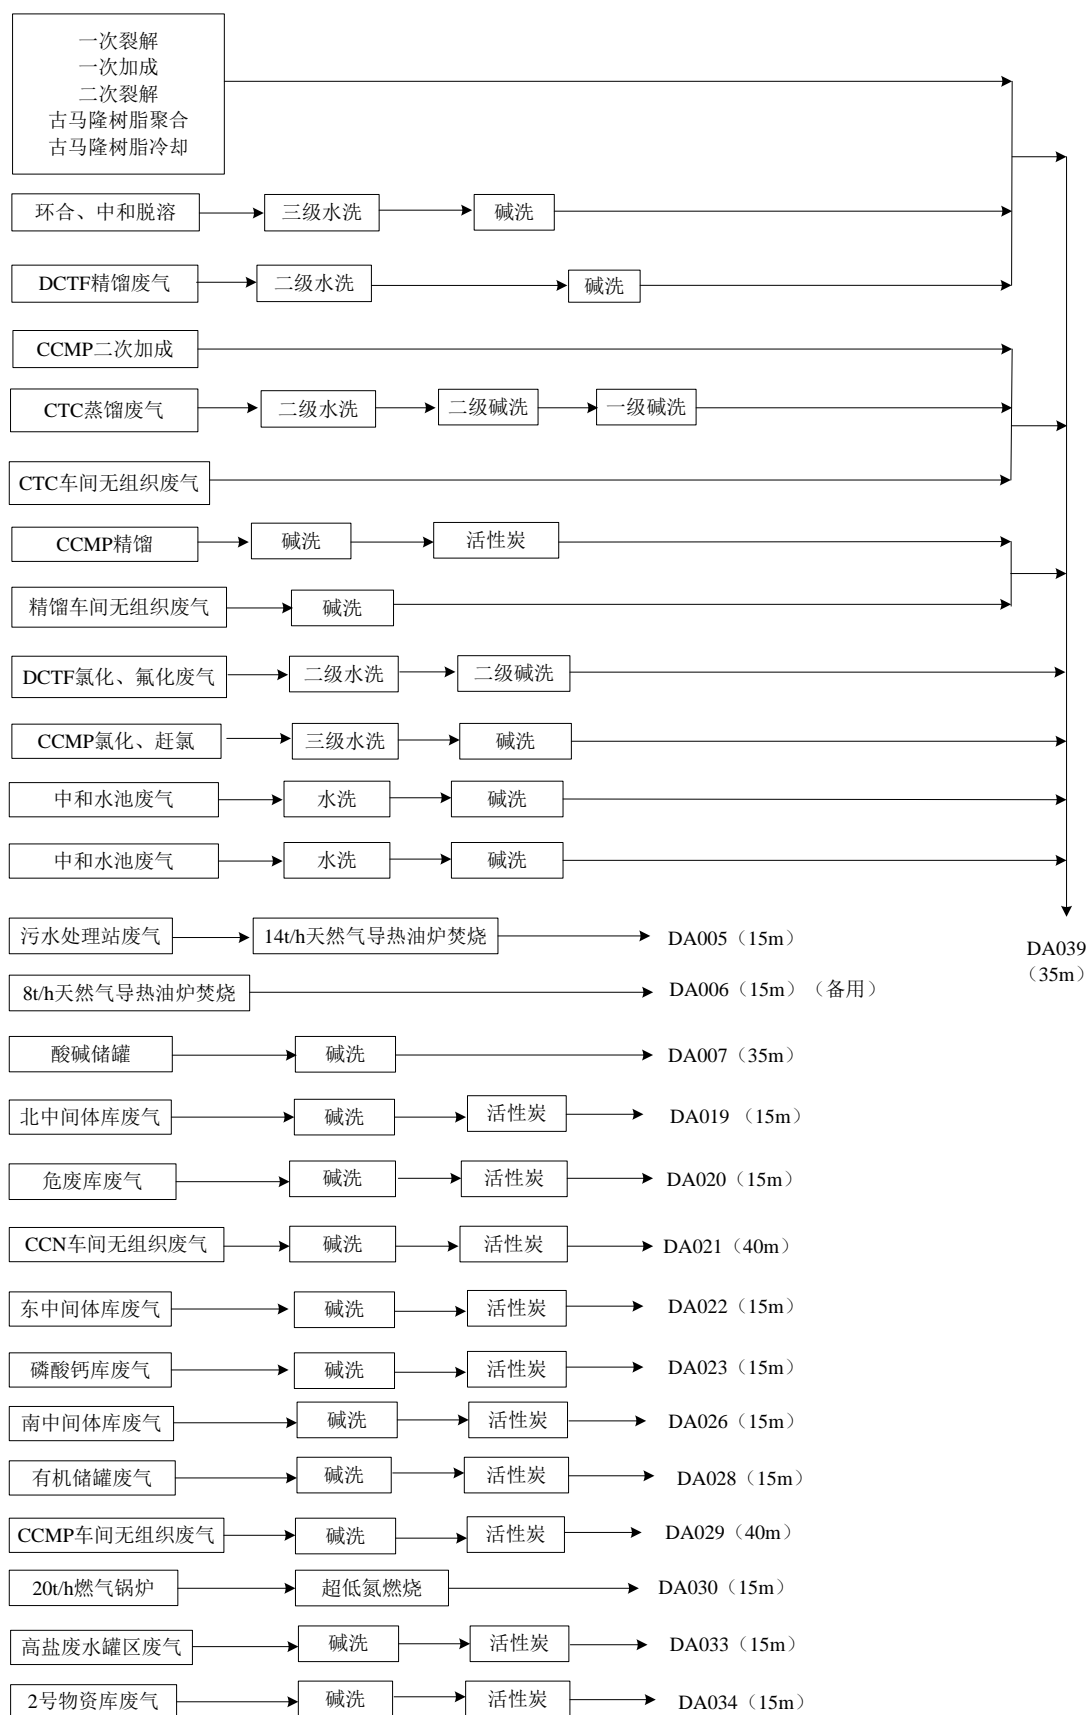 一次裂解
一次加成
二次裂解
古马隆树脂聚合
古马隆树脂冷却
环合、中和脱溶 三级水洗 碱洗
DCTF精馏废气 二级水洗 碱洗
CCMP二次加成
CTC蒸馏废气 二级水洗 二级碱洗 一级碱洗
CTC车间无组织废气
CCMP精馏 碱洗 活性炭
精馏车间无组织废气 碱洗
DCTF氯化、氟化废气 二级水洗 二级碱洗
CCMP氯化、赶氯 三级水洗 碱洗
中和水池废气 水洗 碱洗
中和水池废气 水洗 碱洗
DA039
（35m）
污水处理站废气 14t/h天然气导热油炉焚烧 DA005（15m）
8t/h天然气导热油炉焚烧 DA006（15m）（备用）
酸碱储罐 碱洗 DA007（35m）
北中间体库废气 碱洗 活性炭 DA019（15m）
危废库废气 碱洗 活性炭 DA020（15m）
CCN车间无组织废气 碱洗 活性炭 DA021（40m）
东中间体库废气 碱洗 活性炭 DA022（15m）
磷酸钙库废气 碱洗 活性炭 DA023（15m）
南中间体库废气 碱洗 活性炭 DA026（15m）
有机储罐废气 碱洗 活性炭 DA028（15m）
CCMP车间无组织废气 碱洗 活性炭 DA029（40m）
20t/h燃气锅炉 超低氮燃烧 DA030（15m）
高盐废水罐区废气 碱洗 活性炭 DA033（15m）
2号物资库废气 碱洗 活性炭 DA034（15m）